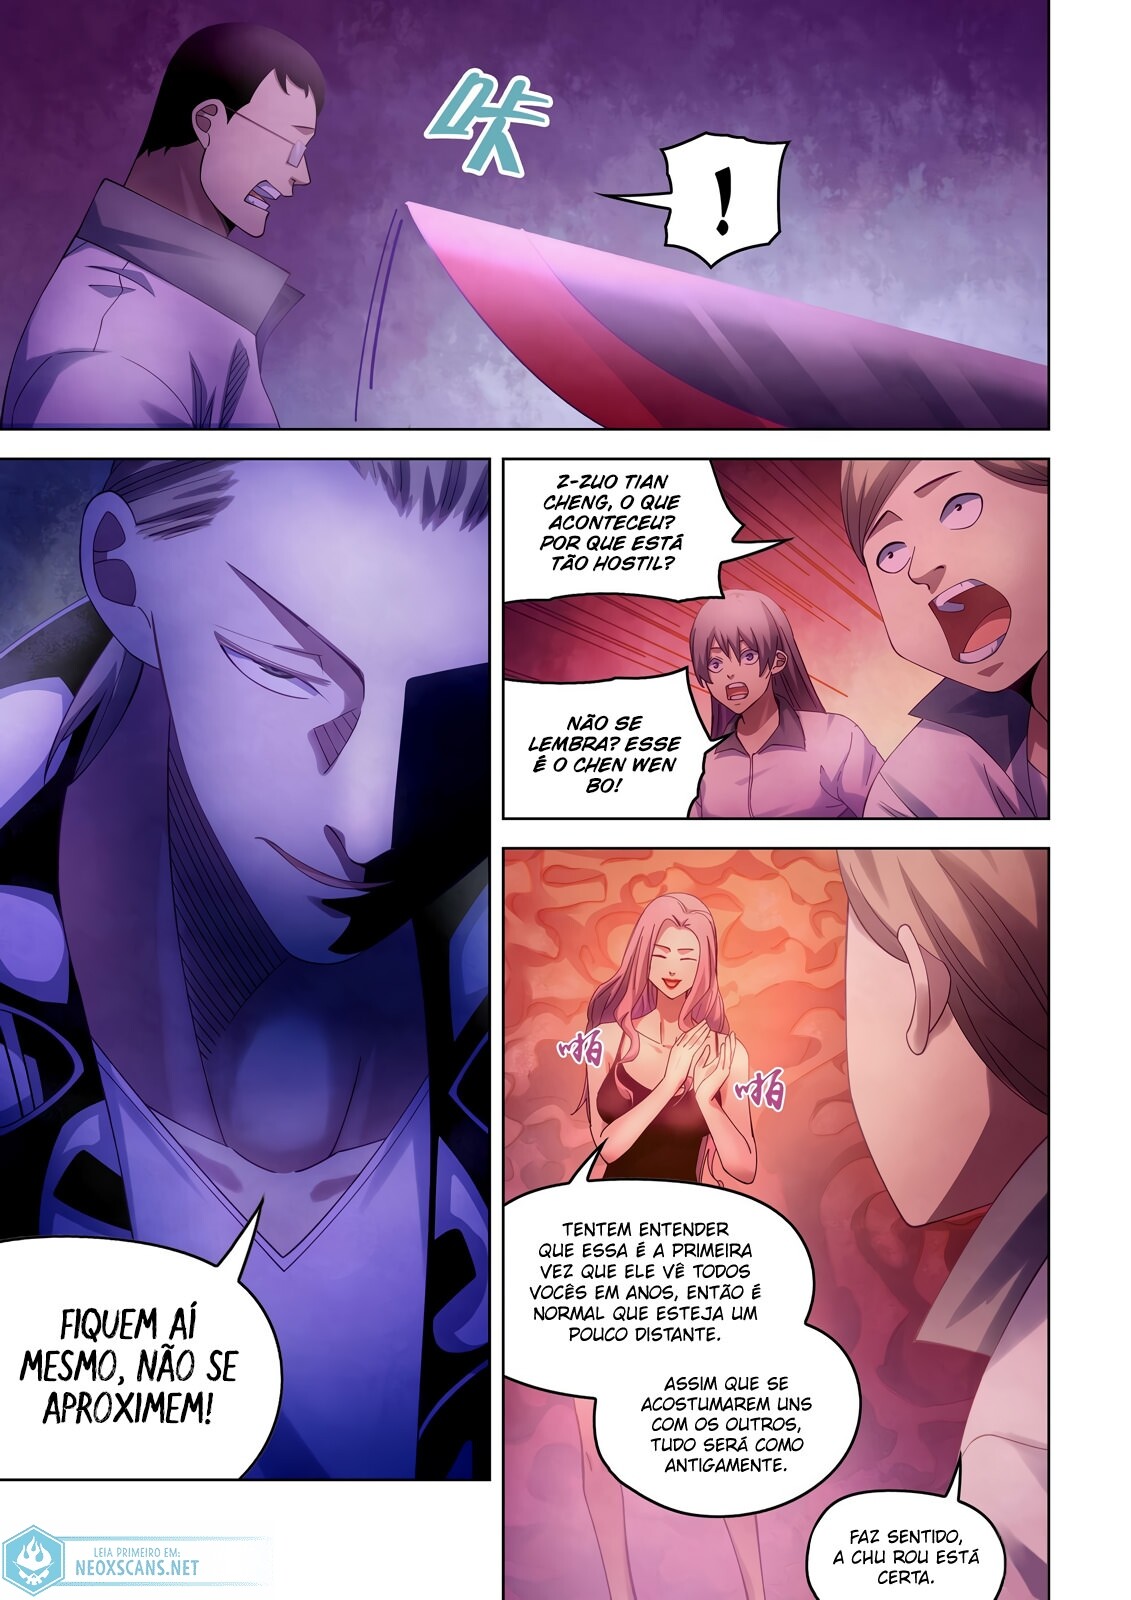 咔
!
Z-ZUO TIAN
CHENG, O QUE
ACONTECEU?
POR QUE ESTÁ
TÃO HOSTIL?
NÃO SE
LEMBRA? ESSE
É O CHEN WEN
BO!
FIQUEM AÍ
MESMO, NÃO SE
APROXIMEM!
啪
啪
TENTEM ENTENDER
QUE ESSA É A PRIMEIRA
VEZ QUE ELE VÊ TODOS
VOCÊS EM ANOS, ENTÃO É
NORMAL QUE ESTEJA UM
POUCO DISTANTE.
ASSIM QUE SE
ACOSTUMAREM UNS
COM OS OUTROS,
TUDO SERÁ COMO
ANTIGAMENTE.
FAZ SENTIDO,
A CHU ROU ESTÁ
CERTA.
LEIA PRIMEIRO EM:
NEOXSCANS.NET